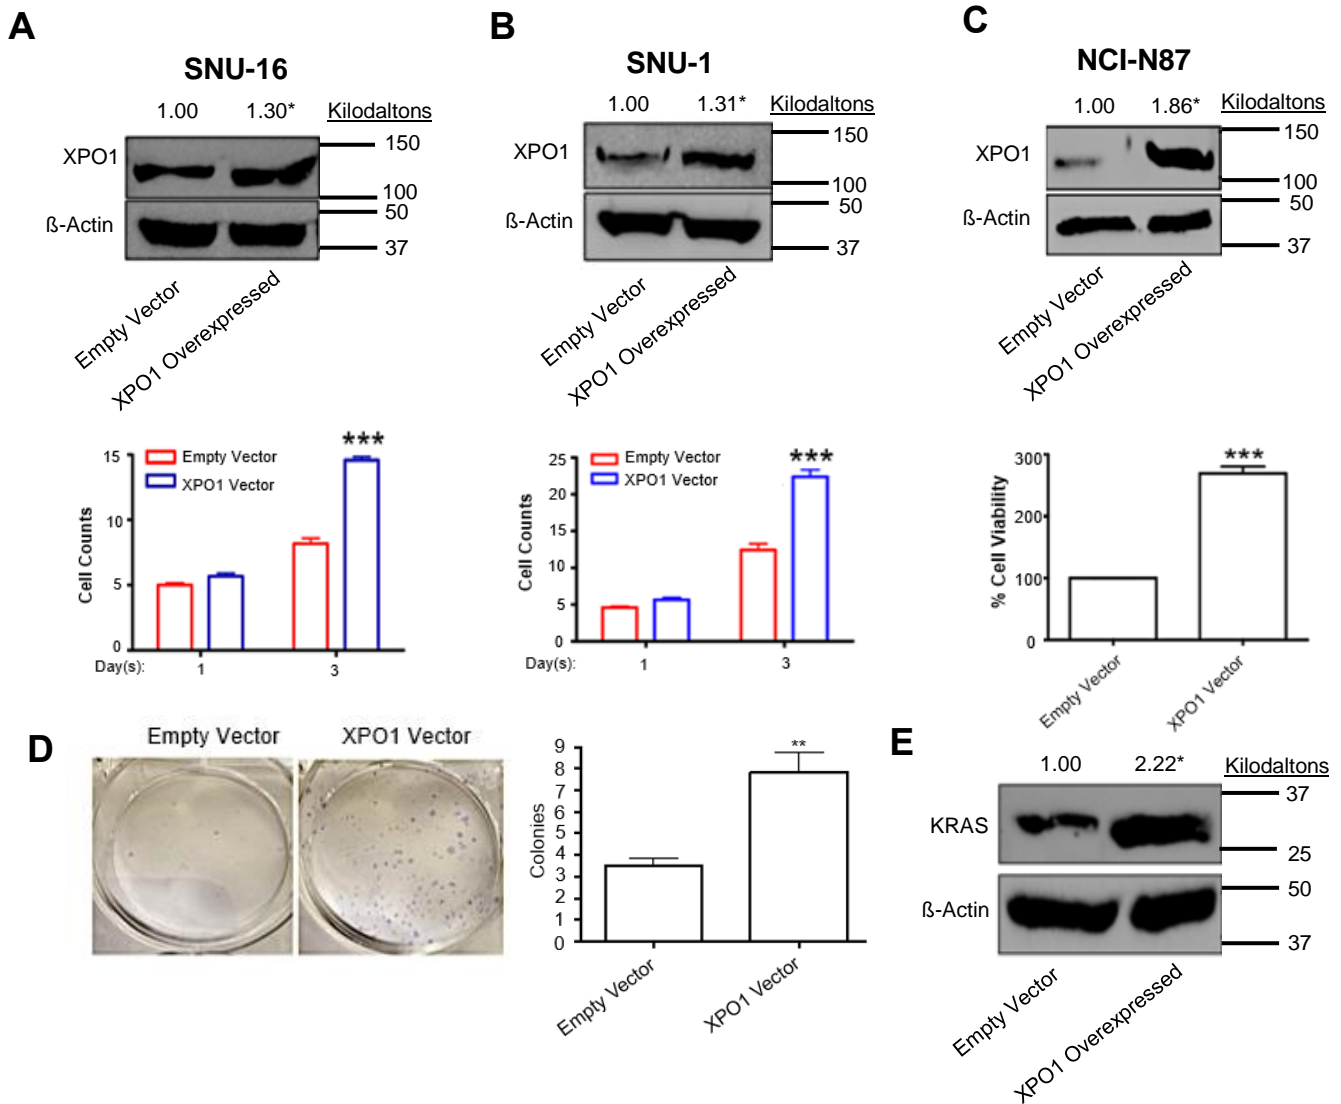 A
SNU-16
1.00 1.30* Kilodaltons
XPO1
150
100
ß-Actin
50
37
Empty Vector
XPO1 Overexpressed
15
10
5
0
Cell Counts
Empty Vector
XPO1 Vector
***
Day(s): 1 3
B
SNU-1
1.00 1.31* Kilodaltons
XPO1
150
100
ß-Actin
50
37
Empty Vector
XPO1 Overexpressed
25
20
15
10
5
0
Cell Counts
Empty Vector
XPO1 Vector
***
Day(s): 1 3
C
NCI-N87
1.00 1.86* Kilodaltons
XPO1
150
100
ß-Actin
50
37
Empty Vector
XPO1 Overexpressed
300
200
100
0
% Cell Viability
***
Empty Vector
XPO1 Vector
D
Empty Vector XPO1 Vector
9
8
7
6
5
4
3
2
1
0
Colonies
**
Empty Vector
XPO1 Vector
E
1.00 2.22* Kilodaltons
KRAS
37
25
ß-Actin
50
37
Empty Vector
XPO1 Overexpressed